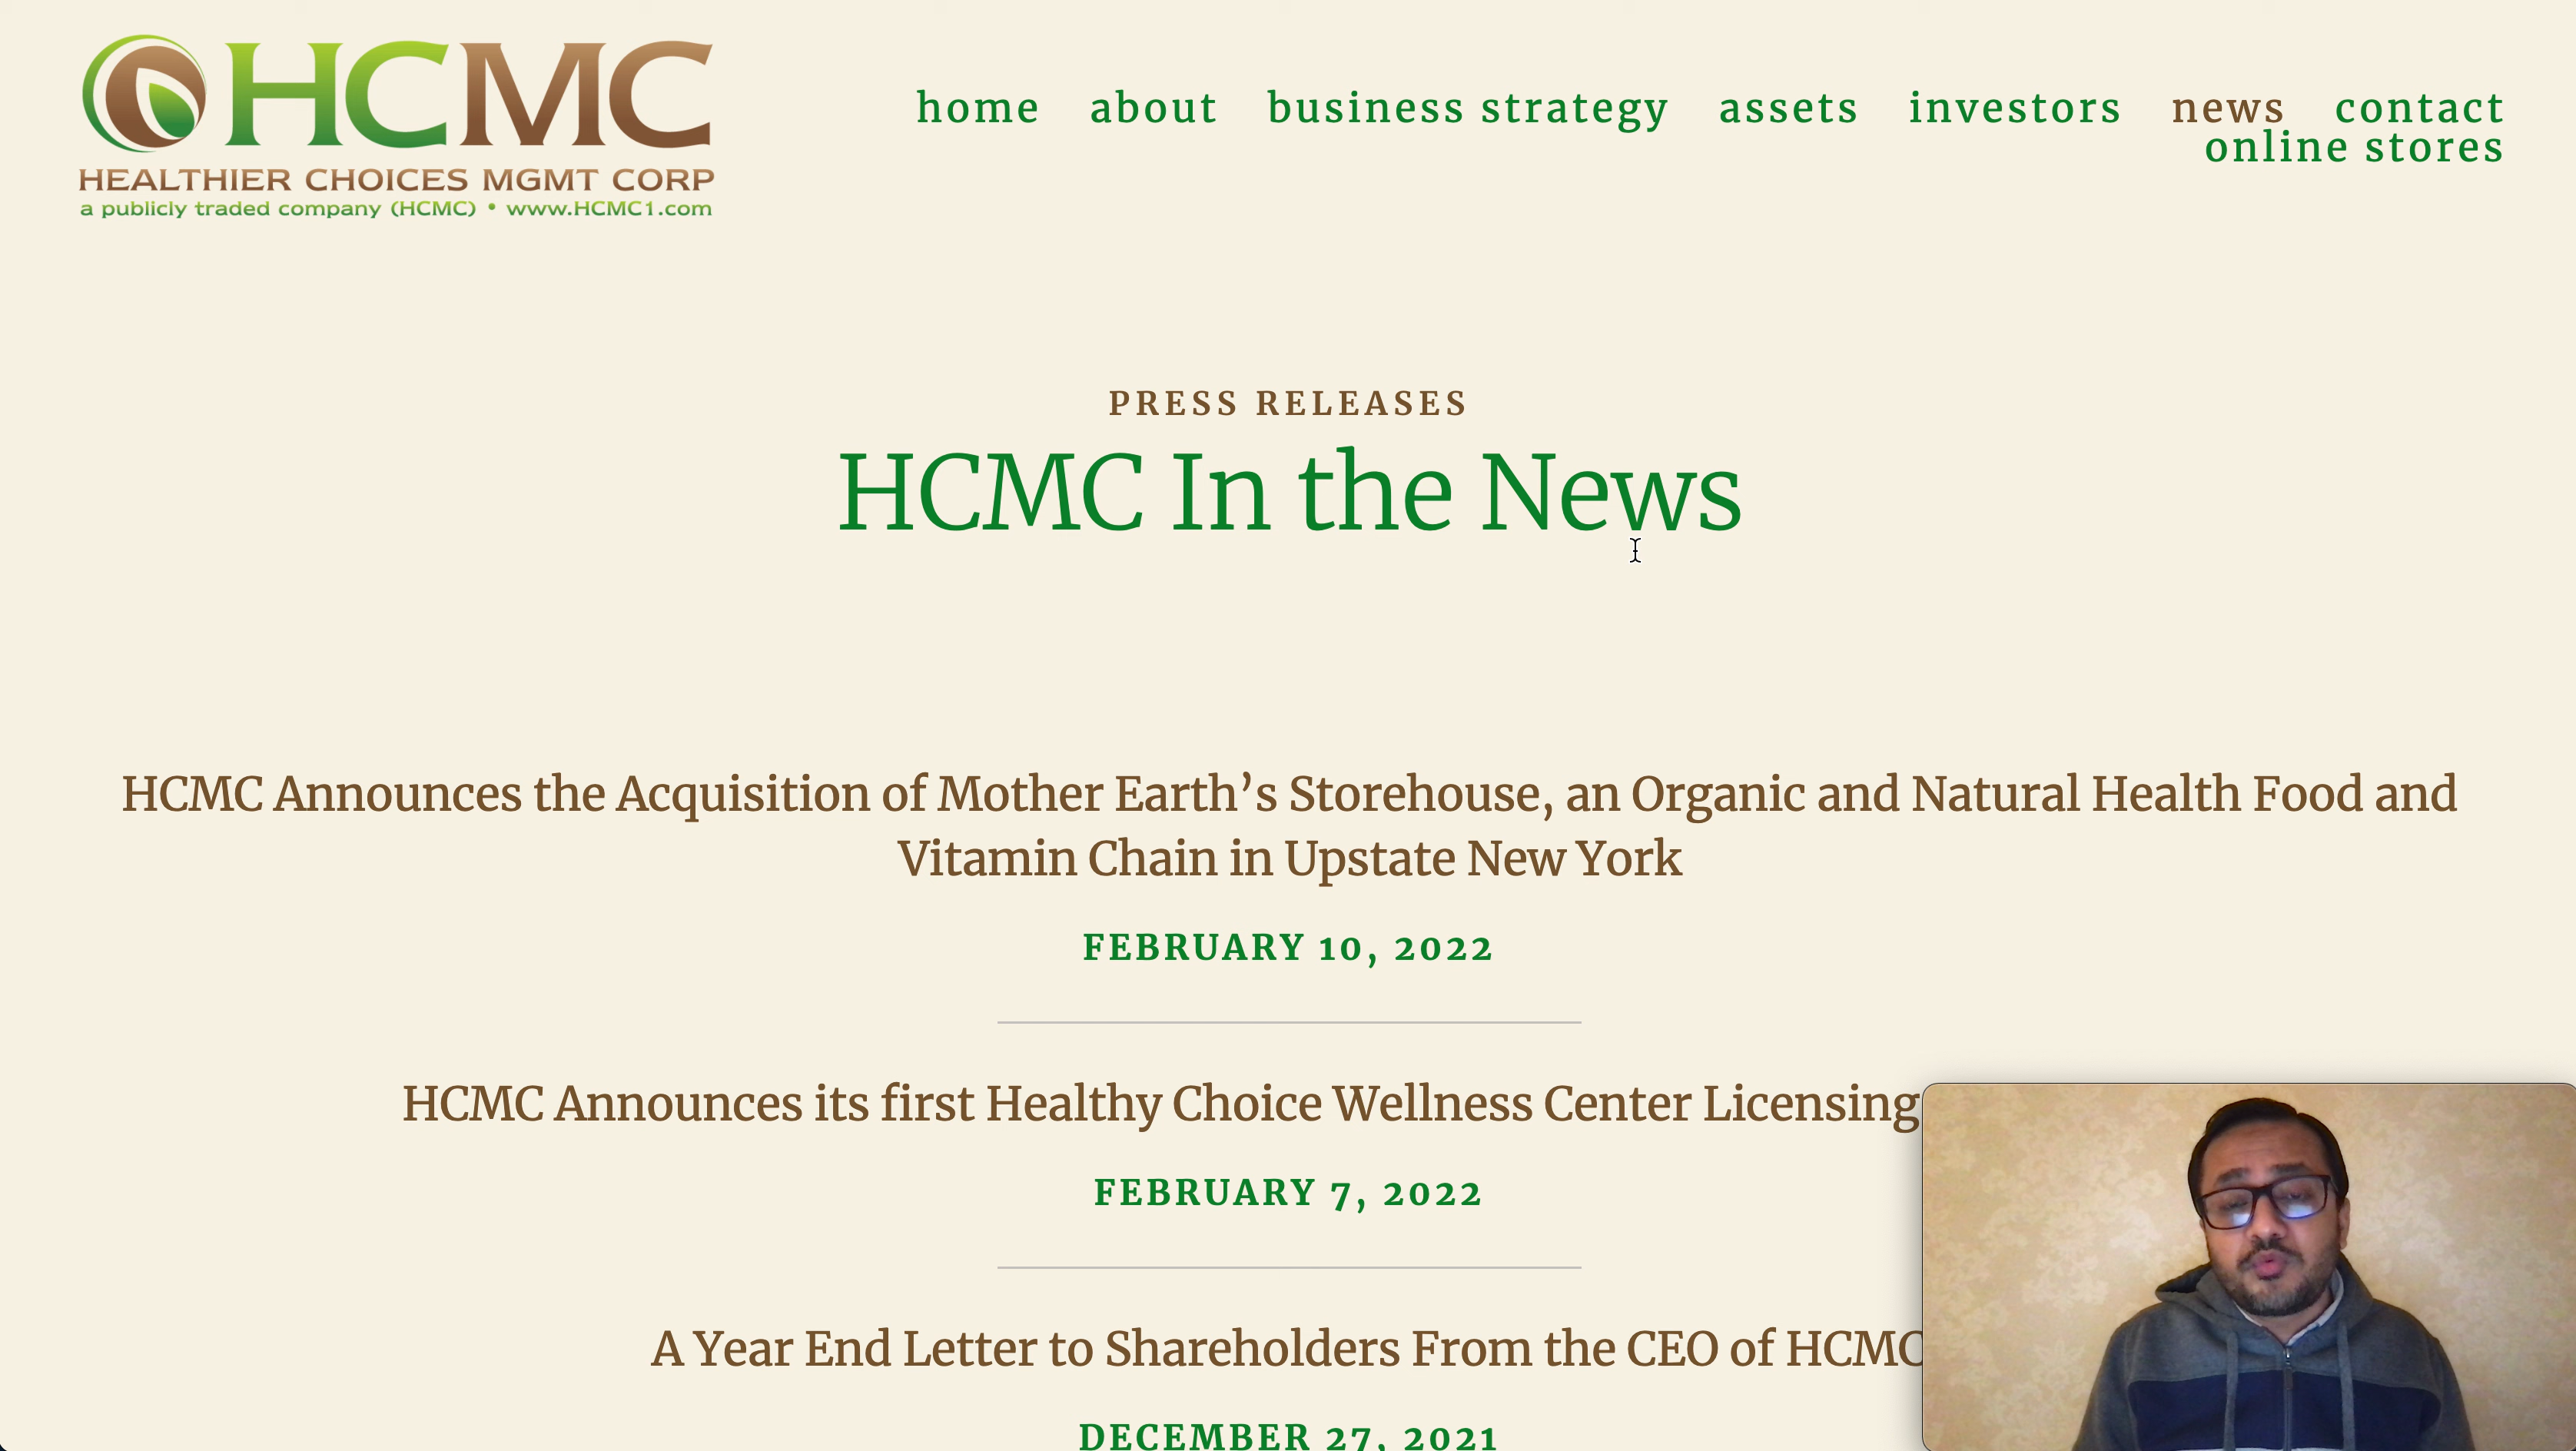 HCMC
HEALTHIER CHOICES MGMT CORP
a publicly traded company (HCMC) • www.HCMC1.com
home about business strategy assets investors news contact
online stores
PRESS RELEASES
HCMC In the News
HCMC Announces the Acquisition of Mother Earth’s Storehouse, an Organic and Natural Health Food and
Vitamin Chain in Upstate New York
FEBRUARY 10, 2022
HCMC Announces its first Healthy Choice Wellness Center Licensing
FEBRUARY 7, 2022
A Year End Letter to Shareholders From the CEO of HCMC
DECEMBER 27, 2021